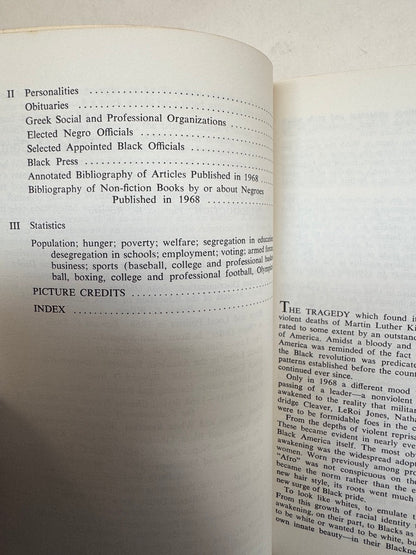 II Personalities
Obituaries
Greek Social and Professional Organizations
Elected Negro Officials
Selected Appointed Black Officials
Black Press
Annotated Bibliography of Articles Published in 1968
Bibliography of Non-fiction Books by or about Negroes
Published in 1968
III Statistics
Population; hunger; poverty; welfare; segregation in
desegregation in schools; employment; voting; armed
business; sports (baseball, college and professional
ball, boxing, college and professional football,
PICTURE CREDITS
INDEX
THE TRAGEDY which found
violent deaths of Martin Luther
rated to some extent by an
of America. Amidst a bloody and
America was reminded of the fact
the Black revolution was
patterns established before the
continued ever since.
Only in 1968 a different mood
passing of a leader—a nonviolent
awakened to the reality that
dridge Cleaver, LeRoi Jones,
were to be formidable foes in the
From the depths of violent
These became evident in nearly
Black America itself. The most
awakening was the widespread
women. Worn previously among
"Afro" was not conspicuous on the
became the norm rather than the
new hair style, its roots went much
new surge of Black pride.
To look like whites, to emulate
From this growth of racial identity
awakening, on their part, to Blacks as
to be white or wanted to be white, but
own innate beauty—in their